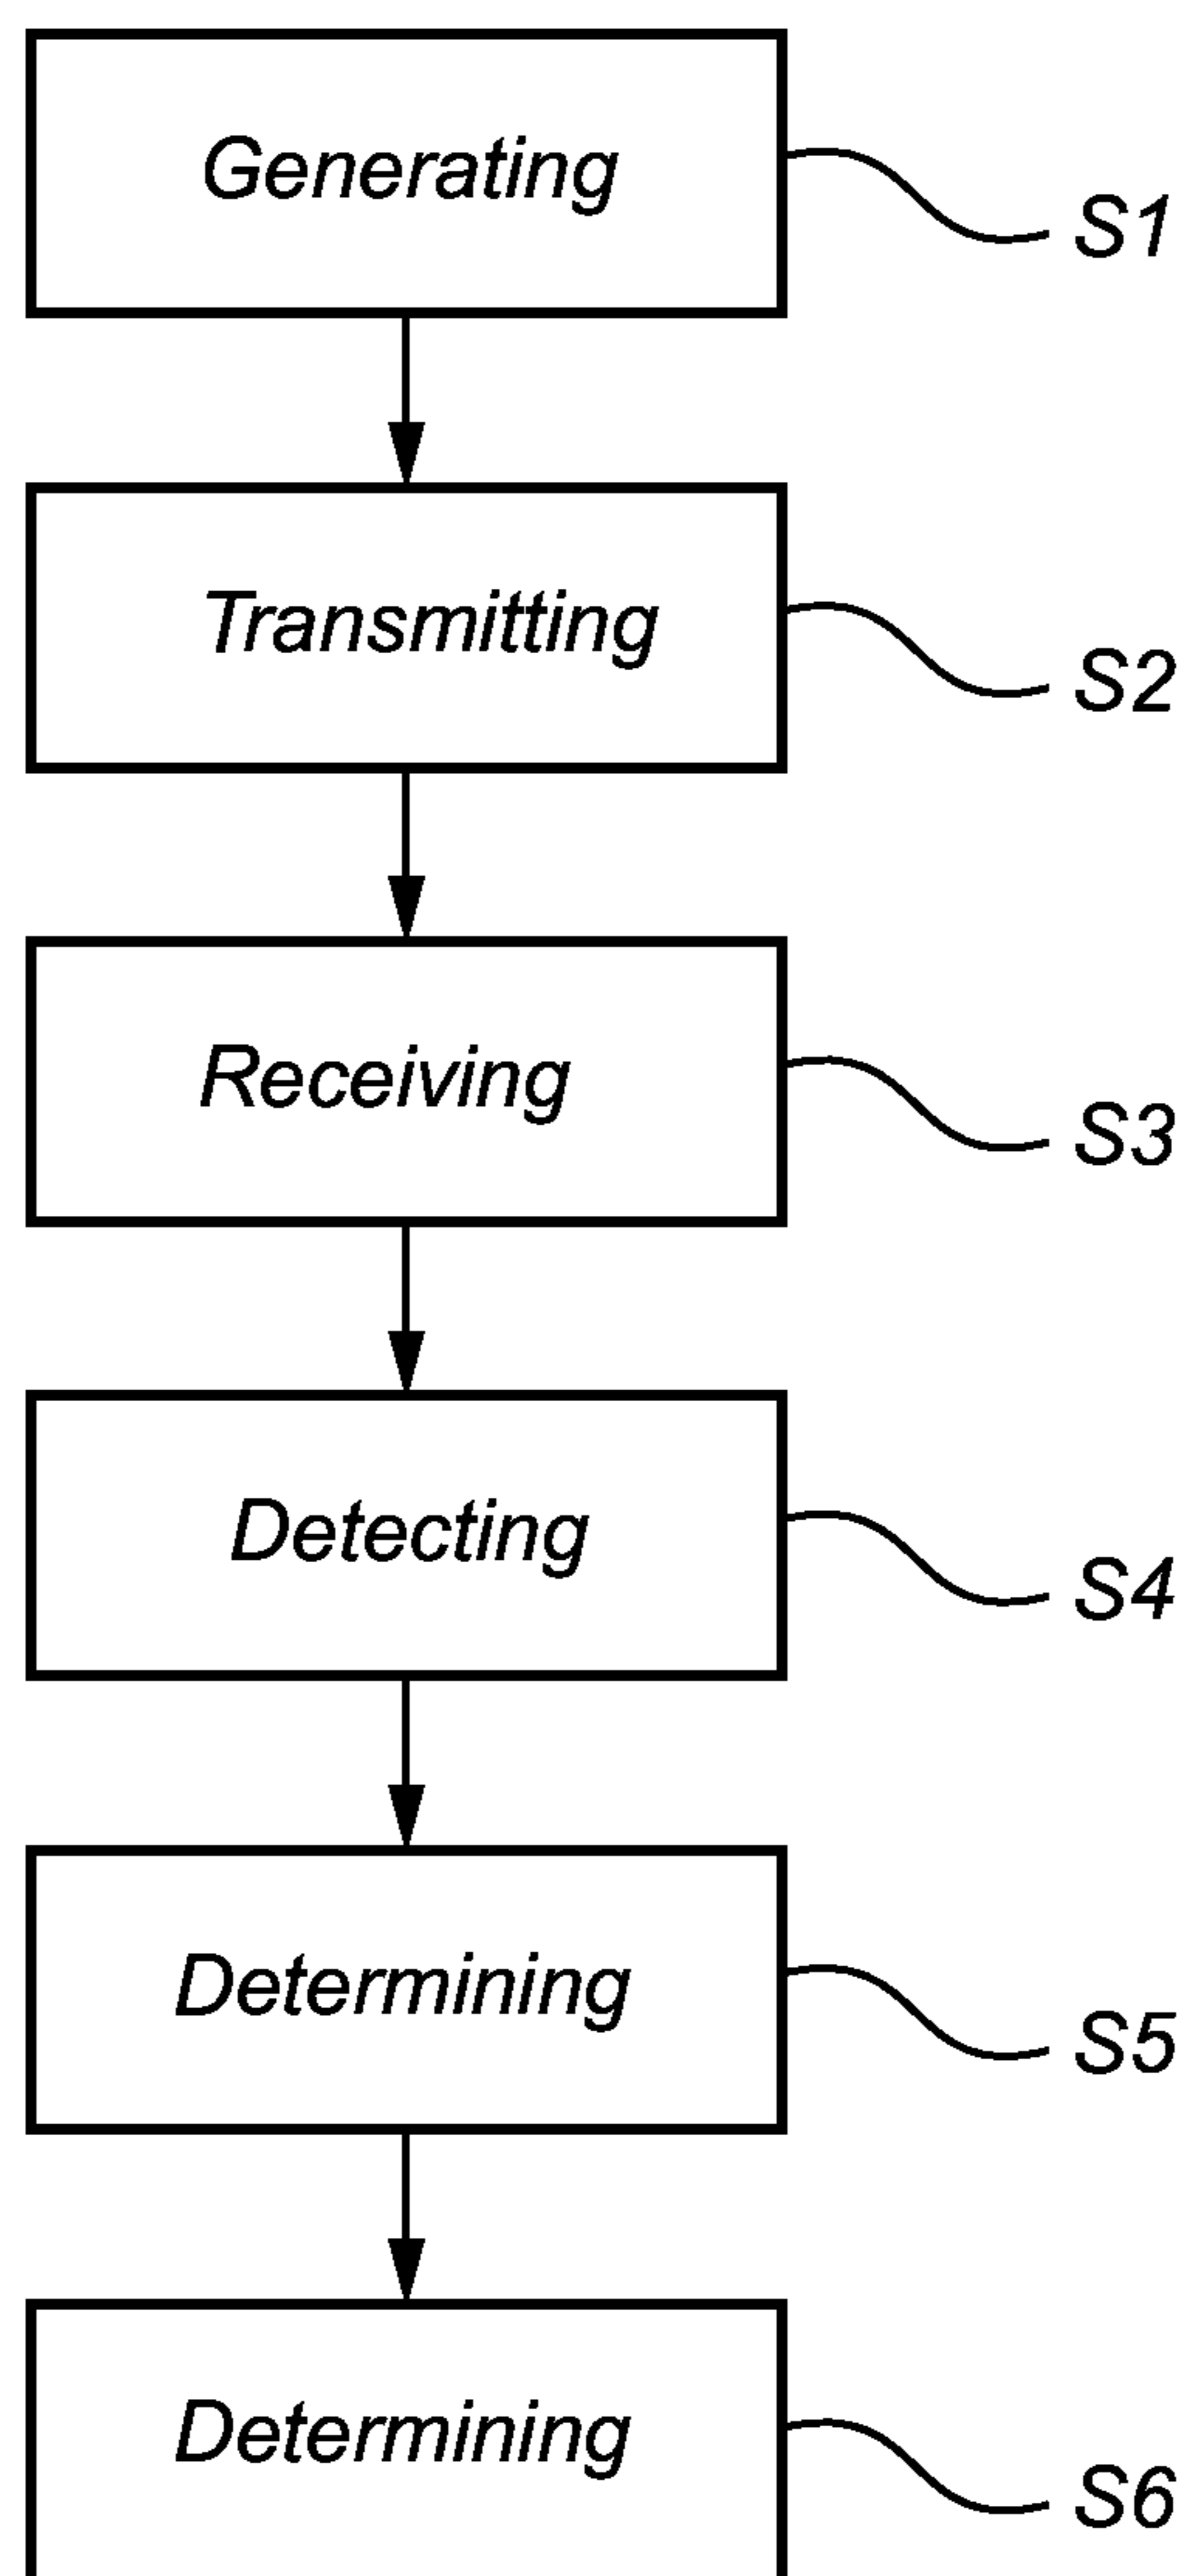 Generating
S1
Transmitting
S2
Receiving
S3
Detecting
S4
Determining
S5
Determining
S6